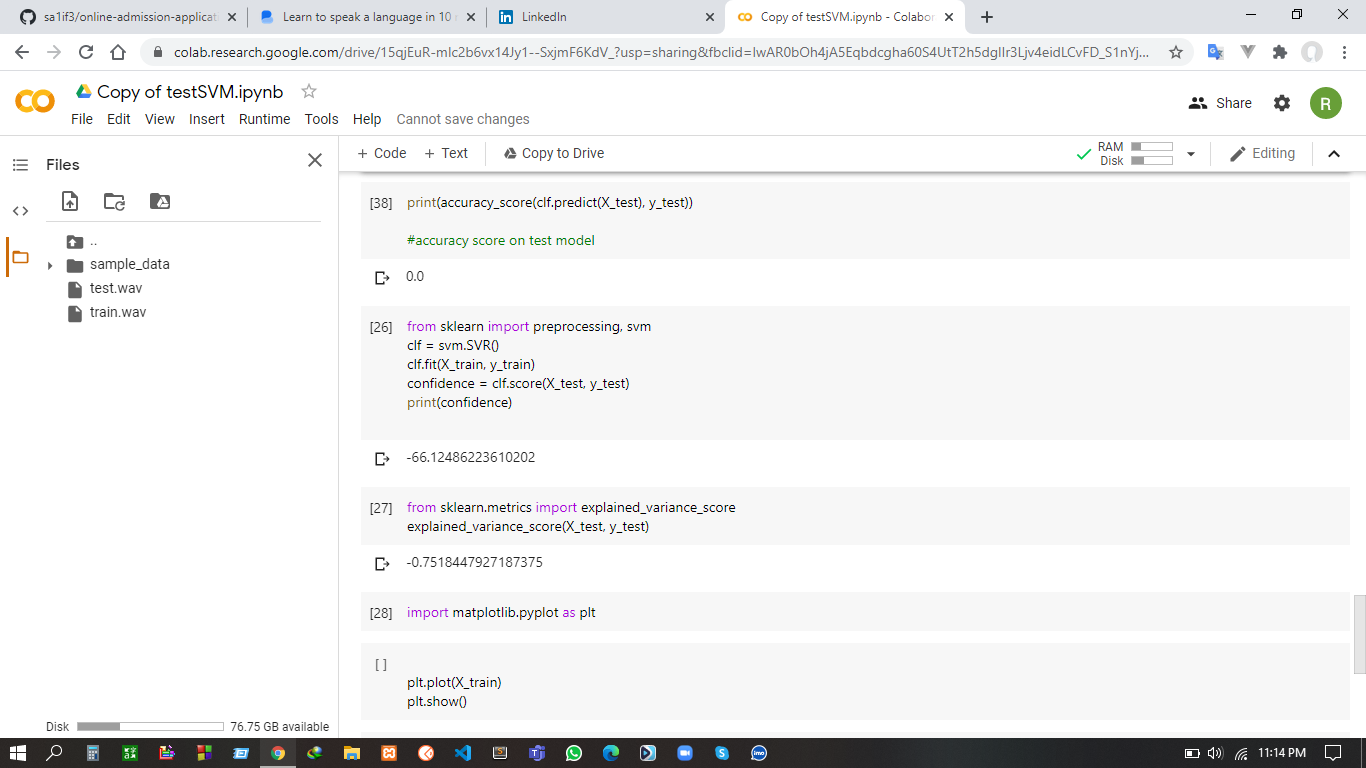 sa1if3/online-admission-applicat
Learn to speak a language in 10
LinkedIn
Copy of testSVM.ipynb - Colabor
colab.research.google.com/drive/15qjEuR-mIc2b6vx14Jy1--SxjmF6KdV_?usp=sharing&fbclid=IwAR0bOh4jA5Eqbdcgha60S4UtT2h5dgIIr3Ljv4eidLCvFD_S1nYj...
Copy of testSVM.ipynb
Share
R
File Edit View Insert Runtime Tools Help Cannot save changes
Files
+ Code + Text Copy to Drive
RAM
Disk
Editing
..
sample_data
test.wav
train.wav
[38] print(accuracy_score(clf.predict(X_test), y_test))
#accuracy score on test model
0.0
[26] from sklearn import preprocessing, svm
clf = svm.SVR()
clf.fit(X_train, y_train)
confidence = clf.score(X_test, y_test)
print(confidence)
-66.12486223610202
[27] from sklearn.metrics import explained_variance_score
explained_variance_score(X_test, y_test)
-0.7518447927187375
[28] import matplotlib.pyplot as plt
[ ]
plt.plot(X_train)
plt.show()
Disk 76.75 GB available
11:14 PM